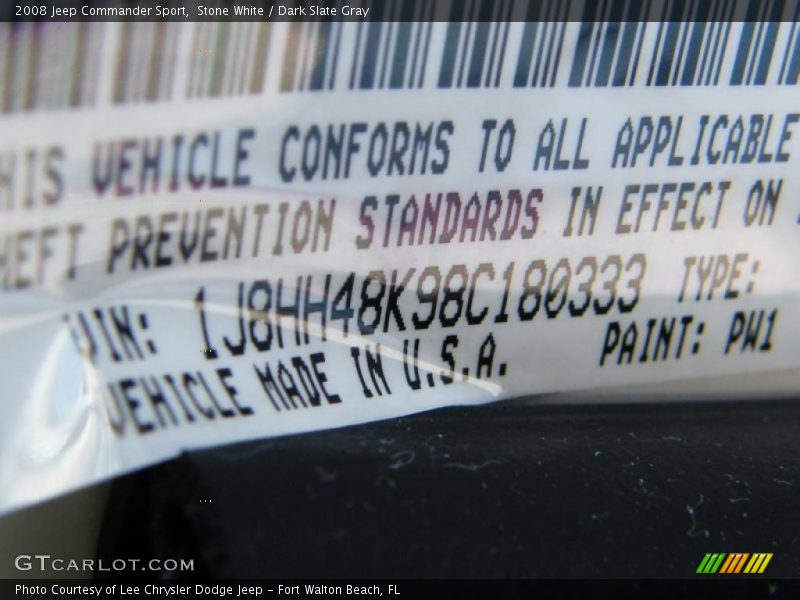 2008 Jeep Commander Sport, Stone White / Dark Slate Gray
HIS VEHICLE CONFORMS TO ALL APPLICABLE
HEFT PREVENTION STANDARDS IN EFFECT ON
VIN: 1J8HH48K98C180333 TYPE:
VEHICLE MADE IN U.S.A. PAINT: PW1
GTCARLOT.COM
Photo Courtesy of Lee Chrysler Dodge Jeep - Fort Walton Beach, FL